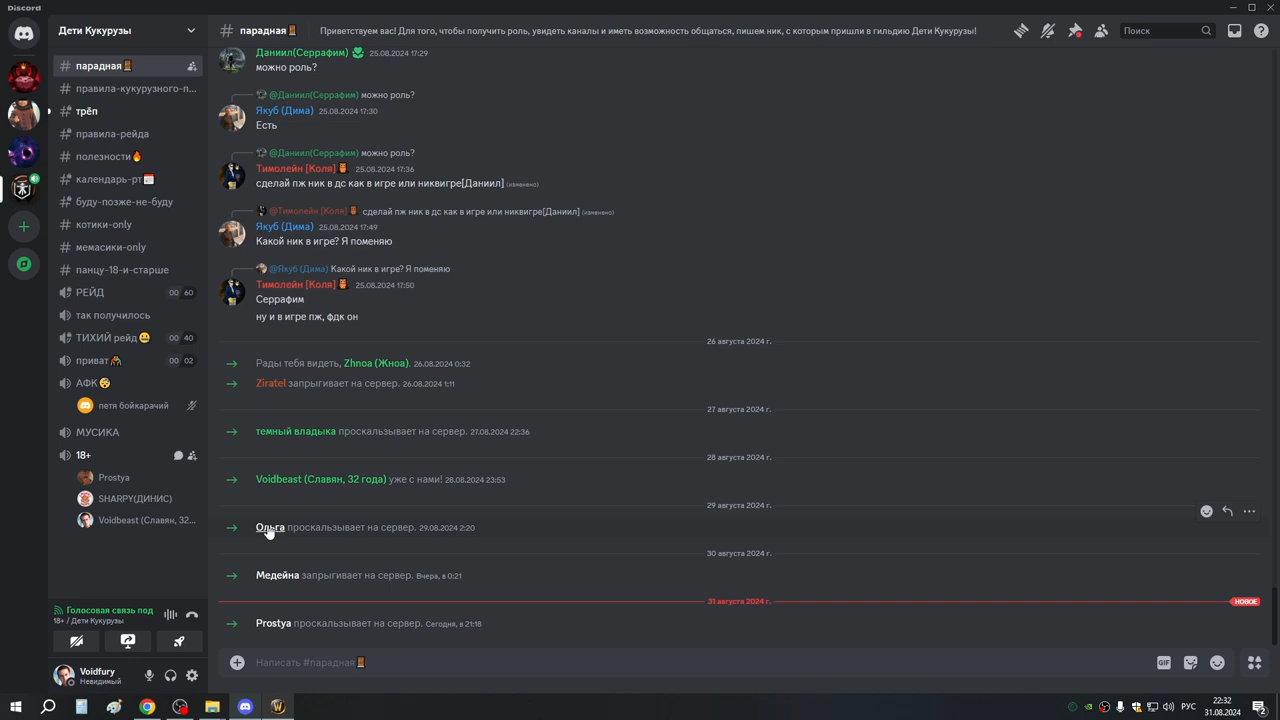 Discord
Дети Кукурузы
# парадная🚪
Приветствуем вас! Для того, чтобы получить роль, увидеть каналы и иметь возможность общаться, пишем ник, с которым пришли в гильдию Дети Кукурузы!
Поиск
парадная🚪
правила-кукурузного-п...
трёп
правила-рейда
полезности🔥
календарь-рт📅
буду-позже-не-буду
котики-only
мемасики-only
панцу-18-и-старше
РЕЙД 00 60
так получилось
ТИХИЙ рейд😀 00 40
приват🙈 00 02
АФК😴
петя бойкарачий
МУСИКА
18+
Prostya
SHARPY(ДИНИС)
Voidbeast (Славян, 32...
Голосовая связь под
18+ / Дети Кукурузы
Voidfury
Невидимый
Даниил(Серрафим) 25.08.2024 17:29
можно роль?
@Даниил(Серрафим) можно роль?
Якуб (Дима) 25.08.2024 17:30
Есть
@Даниил(Серрафим) можно роль?
Тимолейн [Коля] 25.08.2024 17:36
сделай пж ник в дс как в игре или никвигре[Даниил] (изменено)
@Тимолейн [Коля] сделай пж ник в дс как в игре или никвигре[Даниил] (изменено)
Якуб (Дима) 25.08.2024 17:49
Какой ник в игре? Я поменяю
@Якуб (Дима) Какой ник в игре? Я поменяю
Тимолейн [Коля] 25.08.2024 17:50
Серрафим
ну и в игре пж, фдк он
26 августа 2024 г.
Рады тебя видеть, Zhnoa (Жноа). 26.08.2024 0:32
Ziratel запрыгивает на сервер. 26.08.2024 1:11
27 августа 2024 г.
темный владыка проскальзывает на сервер. 27.08.2024 22:36
28 августа 2024 г.
Voidbeast (Славян, 32 года) уже с нами! 28.08.2024 23:53
29 августа 2024 г.
Ольга проскальзывает на сервер. 29.08.2024 2:20
30 августа 2024 г.
Медейна запрыгивает на сервер. Вчера, в 0:21
31 августа 2024 г. НОВОЕ
Prostya проскальзывает на сервер. Сегодня, в 21:18
Написать #парадная🚪
GIF
РУС
22:32
31.08.2024